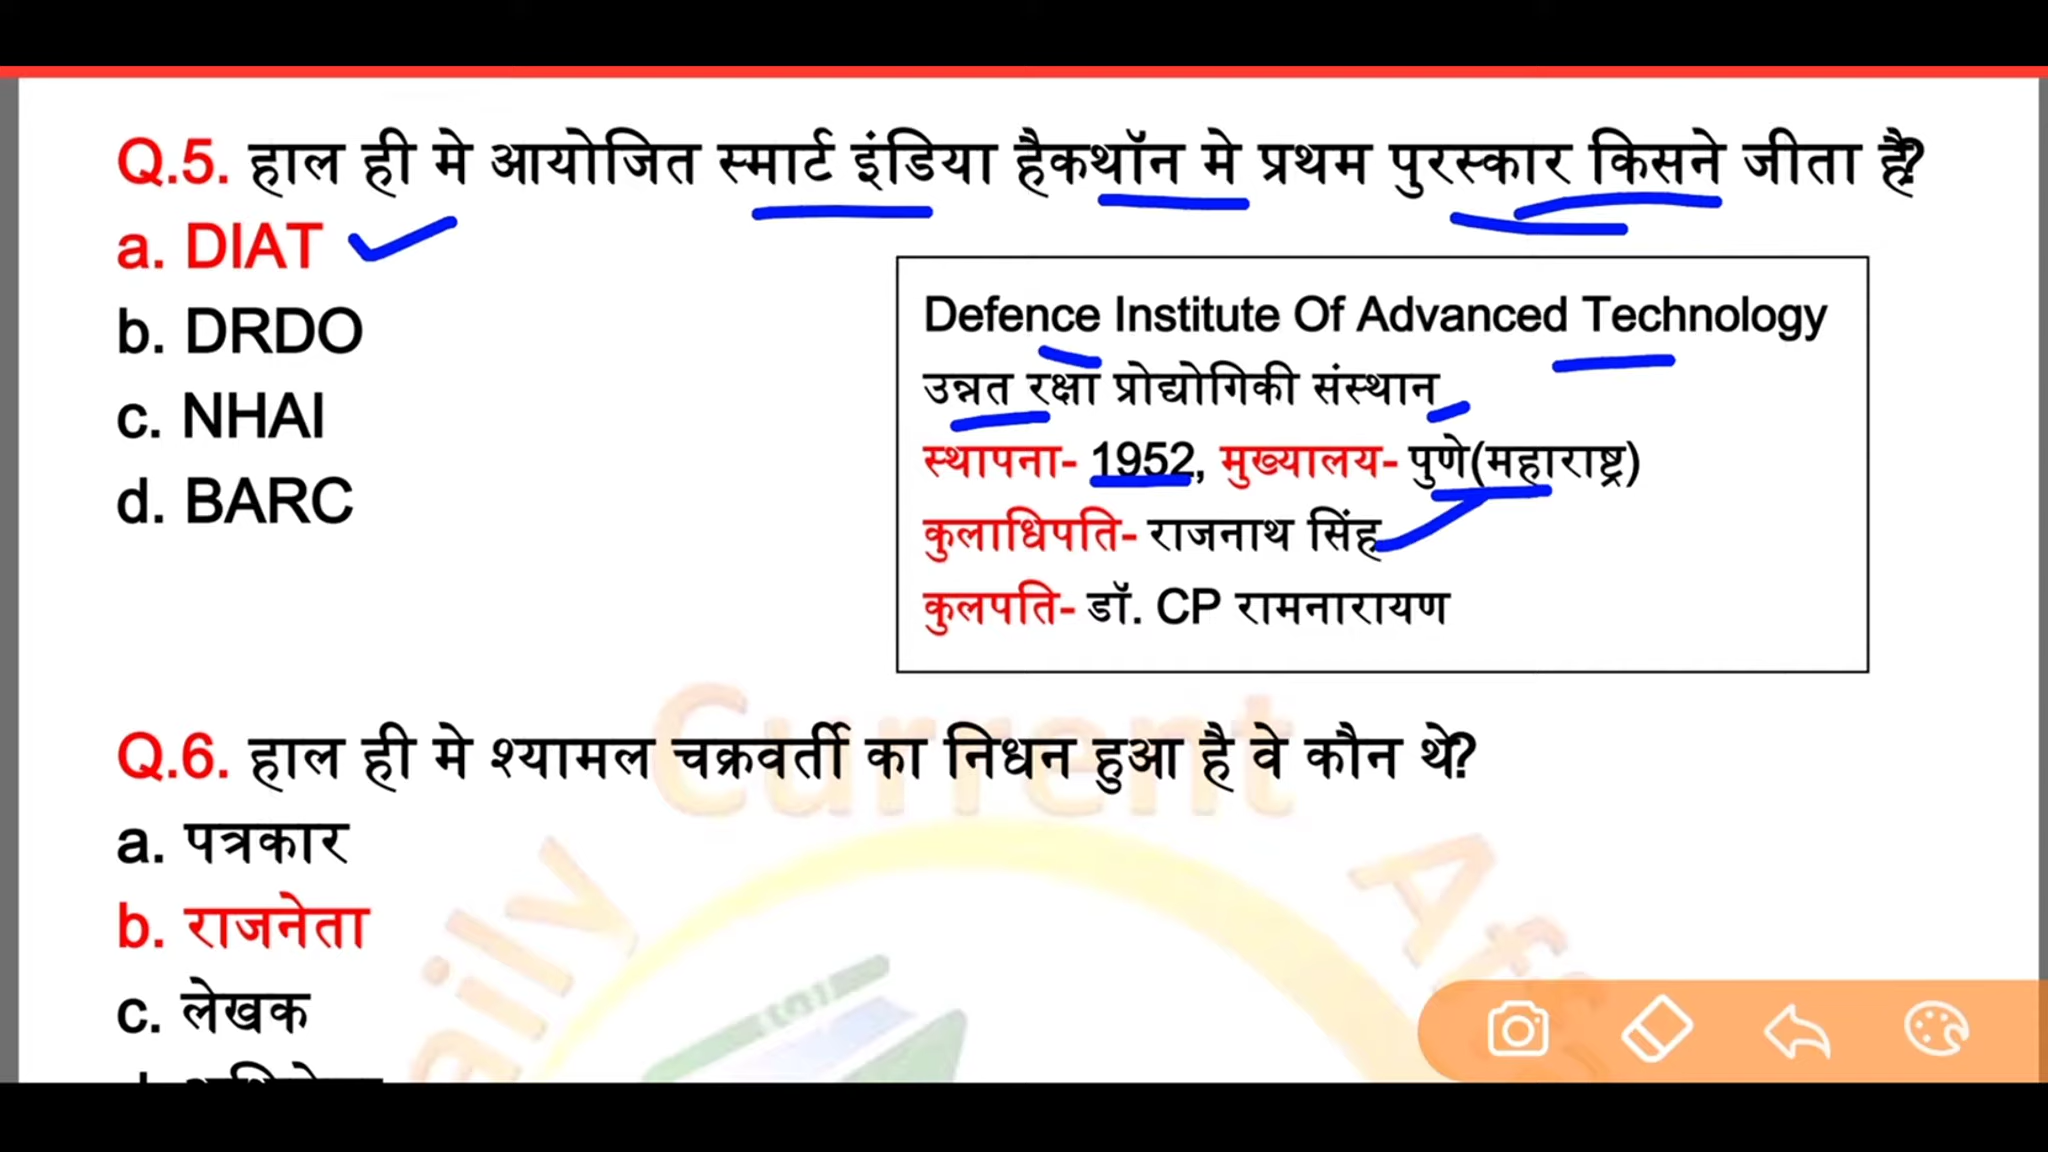 Q.5. हाल ही मे आयोजित स्मार्ट इंडिया हैकथॉन मे प्रथम पुरस्कार किसने जीता है?
a. DIAT
b. DRDO
c. NHAI
d. BARC
Defence Institute Of Advanced Technology
उन्नत रक्षा प्रोद्योगिकी संस्थान
स्थापना- 1952, मुख्यालय- पुणे(महाराष्ट्र)
कुलाधिपति- राजनाथ सिंह
कुलपति- डॉ. CP रामनारायण
Q.6. हाल ही मे श्यामल चक्रवर्ती का निधन हुआ है वे कौन थे?
a. पत्रकार
b. राजनेता
c. लेखक
Current